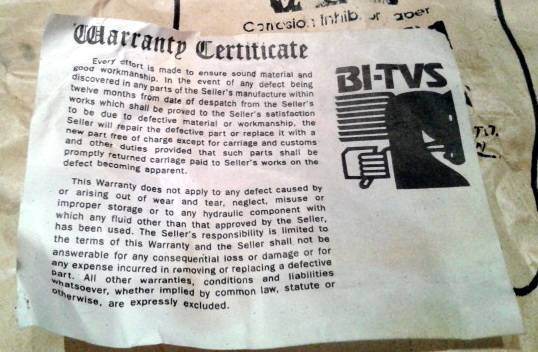 Corrosion Inhib
Warranty Certificate
Every effort is made to ensure sound material and
good workmanship. In the event of any defect being
discovered in any parts of the Seller's manufacture within
twelve months from date of despatch from the Seller's
works which shall be proved to the Seller's satisfaction
to be due to defective material or workmanship, the
Seller will repair the defective part or replace it with a
new part free of charge except for carriage and customs
and other duties provided that such parts shall be
promptly returned carriage paid to Seller's works on the
defect becoming apparent.
This Warranty does not apply to any defect caused by
or arising out of wear and tear, neglect, misuse or
improper storage or to any hydraulic component with
which any fluid other than that approved by the Seller,
has been used. The Seller's responsibility is limited to
the terms of this Warranty and the Seller shall not be
answerable for any consequential loss or damage or for
any expense incurred in removing or replacing a defective
part. All other warranties, conditions and liabilities
whatsoever, whether implied by common law, statute or
otherwise, are expressly excluded.
BI-TVS